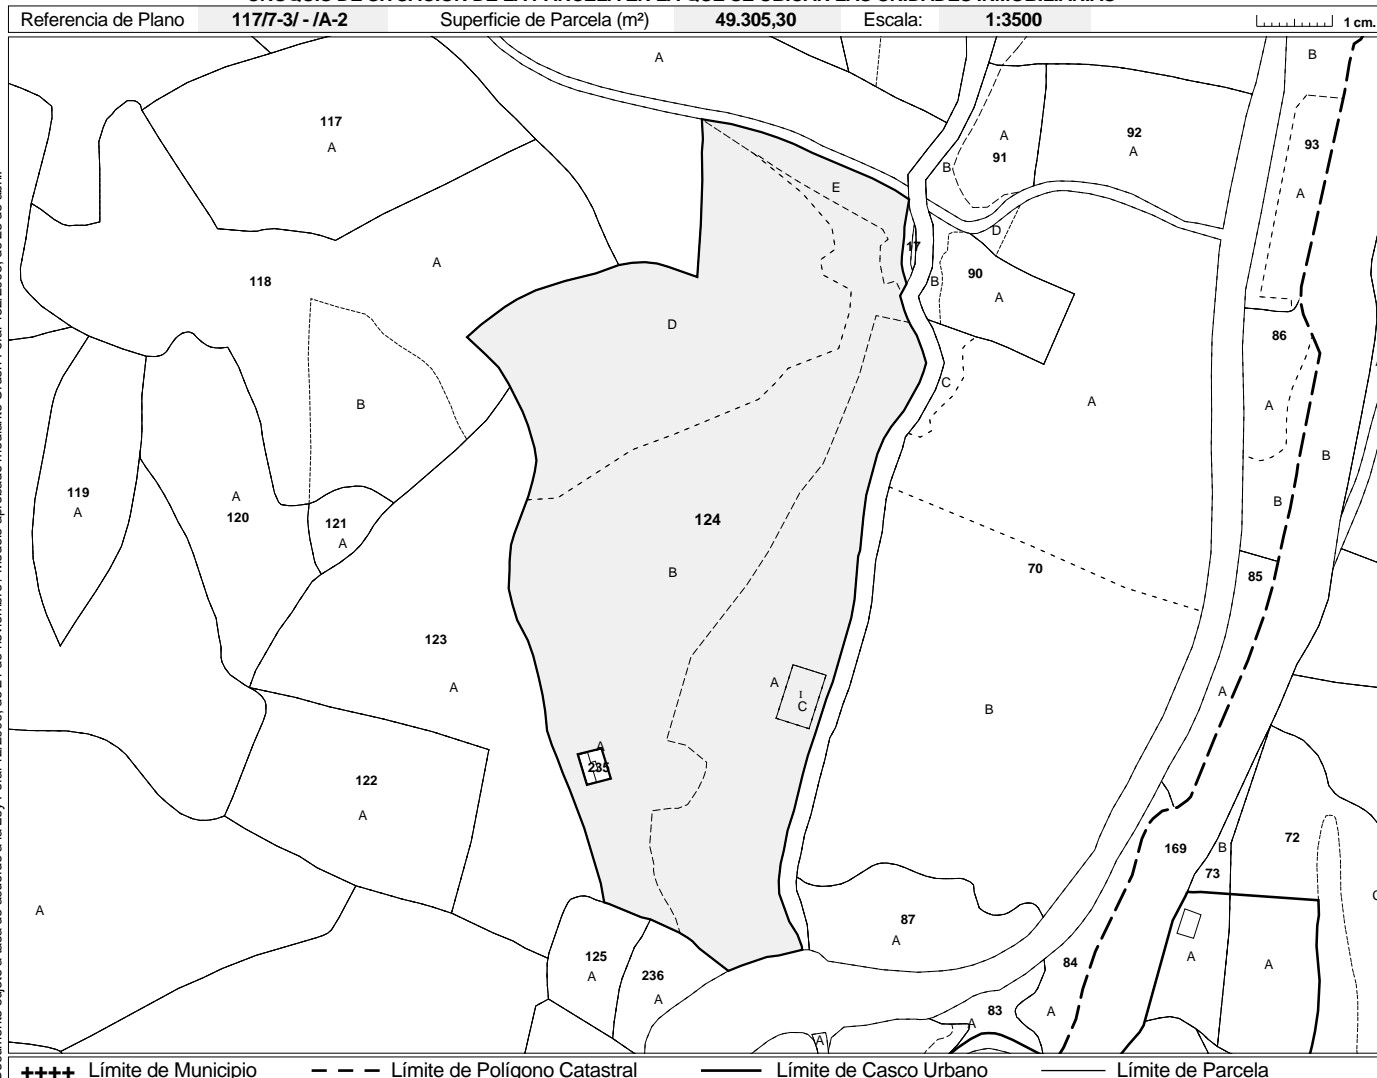 Referencia de Plano 117/7-3/ - /A-2 Superficie de Parcela (m²) 49.305,30 Escala: 1:3500 1 cm.
A
B
117
A
A
91
B
92
A
93
A
E
D
17
118
A
B
90
A
D
86
C
A
B
A
A
B
119
A
A
120
121
A
124
B
70
B
85
123
A
A
I
C
A
B
A
235
122
A
169
B
73
72
A
87
A
C
125
A
236
A
84
A
A
A
83
A
A
++++ Límite de Municipio Límite de Polígono Catastral Límite de Casco Urbano Límite de Parcela